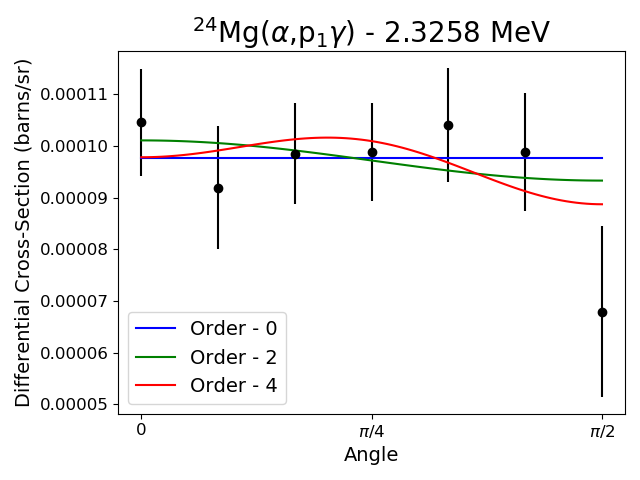 ²⁴Mg(α,p₁γ) - 2.3258 MeV
Differential Cross-Section (barns/sr)
0.00011
0.00010
0.00009
0.00008
0.00007
0.00006
0.00005
Order - 0
Order - 2
Order - 4
0
π/4
π/2
Angle